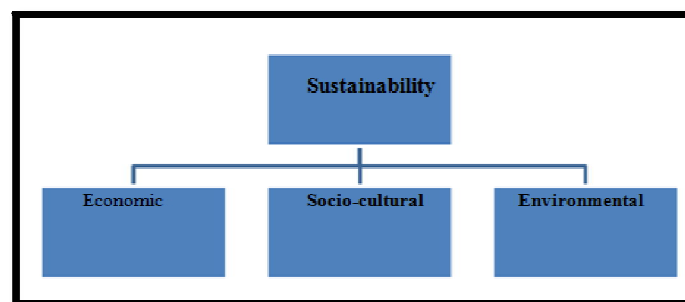 Sustainability
Economic
Socio-cultural
Environmental